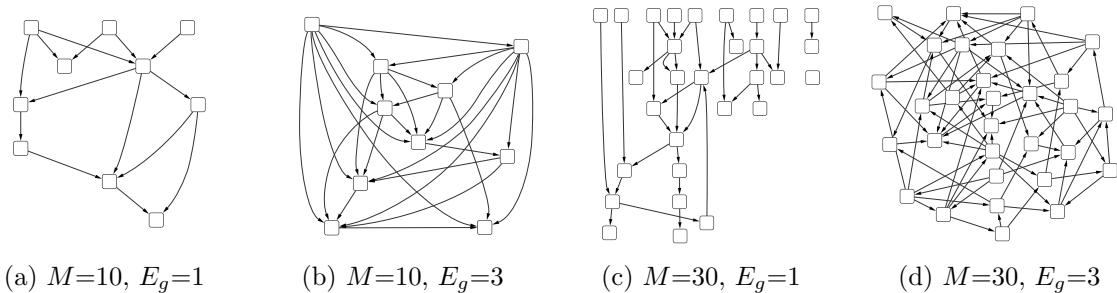 (a) M=10, E_g=1
(b) M=10, E_g=3
(c) M=30, E_g=1
(d) M=30, E_g=3